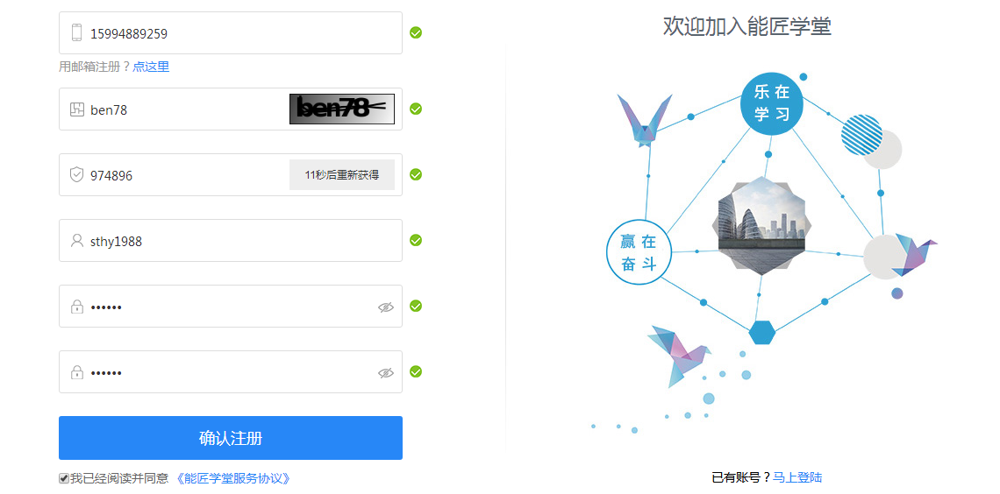 15994889259
用邮箱注册？点这里
ben78
ben78
974896
11秒后重新获得
sthy1988
••••••
••••••
确认注册
我已经阅读并同意 《能匠学堂服务协议》
欢迎加入能匠学堂
乐在
学习
赢在
奋斗
已有账号？马上登陆